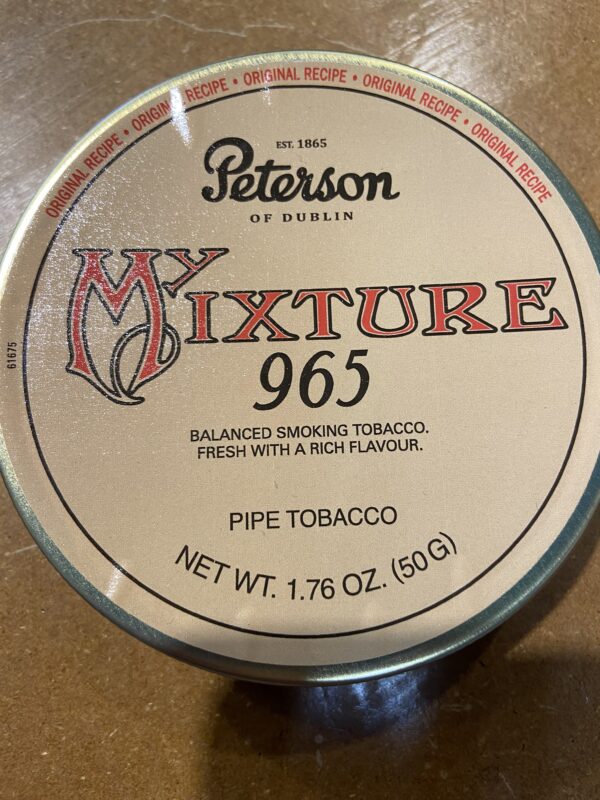 ORIGINAL RECIPE • ORIGINAL RECIPE • ORIGINAL RECIPE • ORIGINAL RECIPE • ORIGINAL RECIPE
EST. 1865
Peterson
OF DUBLIN
MY MIXTURE
965
BALANCED SMOKING TOBACCO.
FRESH WITH A RICH FLAVOUR.
PIPE TOBACCO
NET WT. 1.76 OZ. (50 G)
61675